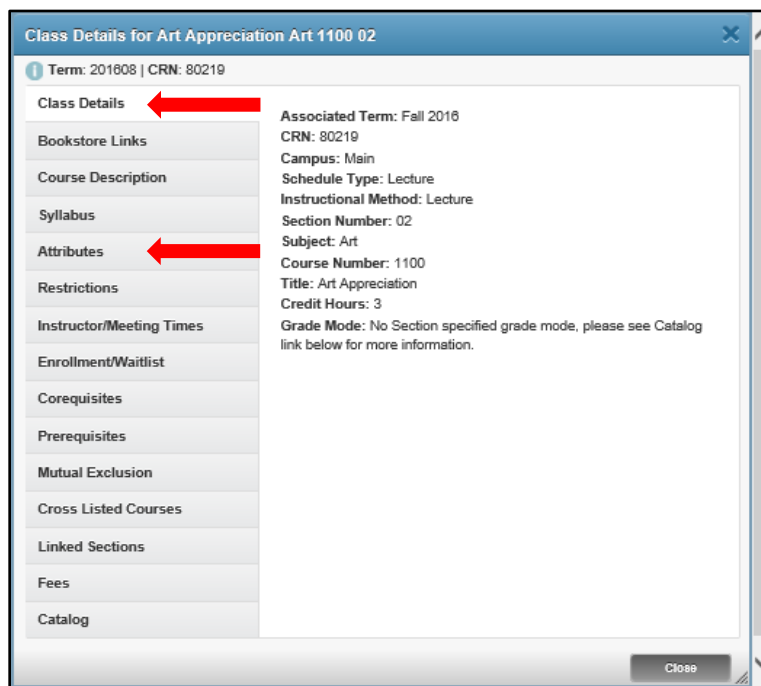 Class Details for Art Appreciation Art 1100 02
Term: 201608 | CRN: 80219
Class Details
Bookstore Links
Course Description
Syllabus
Attributes
Restrictions
Instructor/Meeting Times
Enrollment/Waitlist
Corequisites
Prerequisites
Mutual Exclusion
Cross Listed Courses
Linked Sections
Fees
Catalog
Associated Term: Fall 2016
CRN: 80219
Campus: Main
Schedule Type: Lecture
Instructional Method: Lecture
Section Number: 02
Subject: Art
Course Number: 1100
Title: Art Appreciation
Credit Hours: 3
Grade Mode: No Section specified grade mode, please see Catalog
link below for more information.
Close